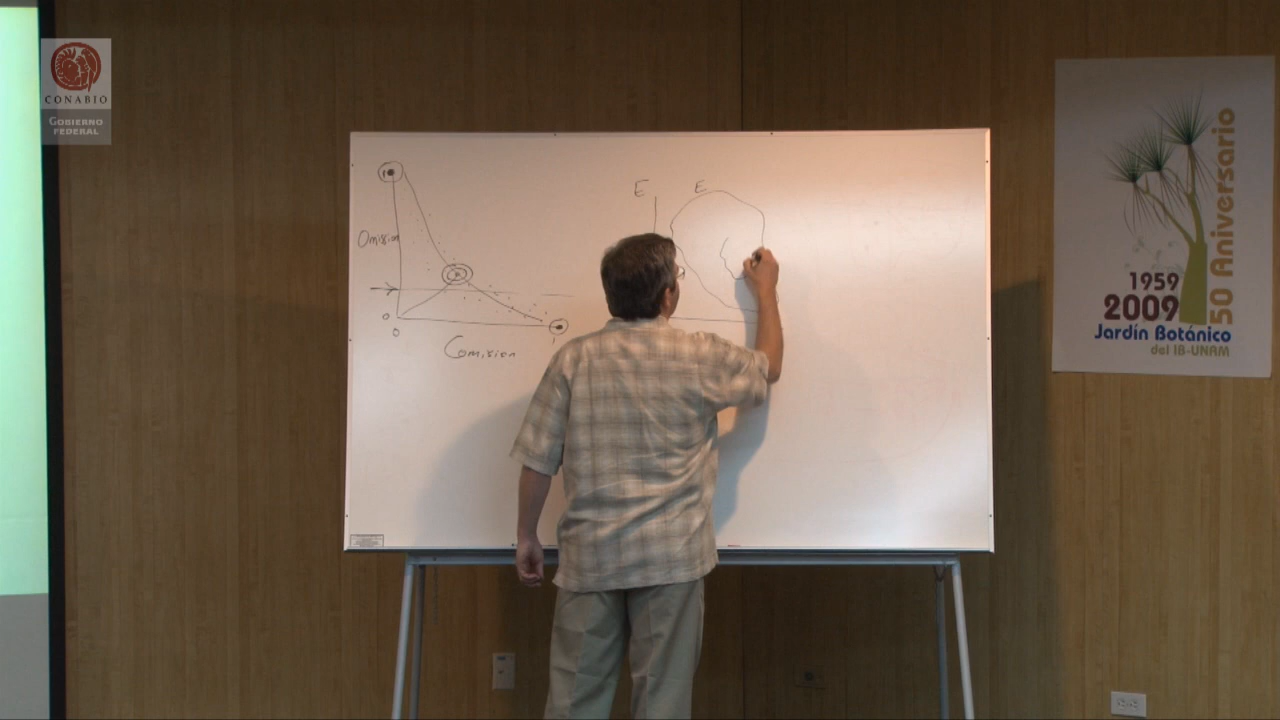 CONABIO
GOBIERNO
FEDERAL
Omision
0
0
1
Comision
E
E
1959
2009
50 Aniversario
Jardín Botánico
del IB-UNAM